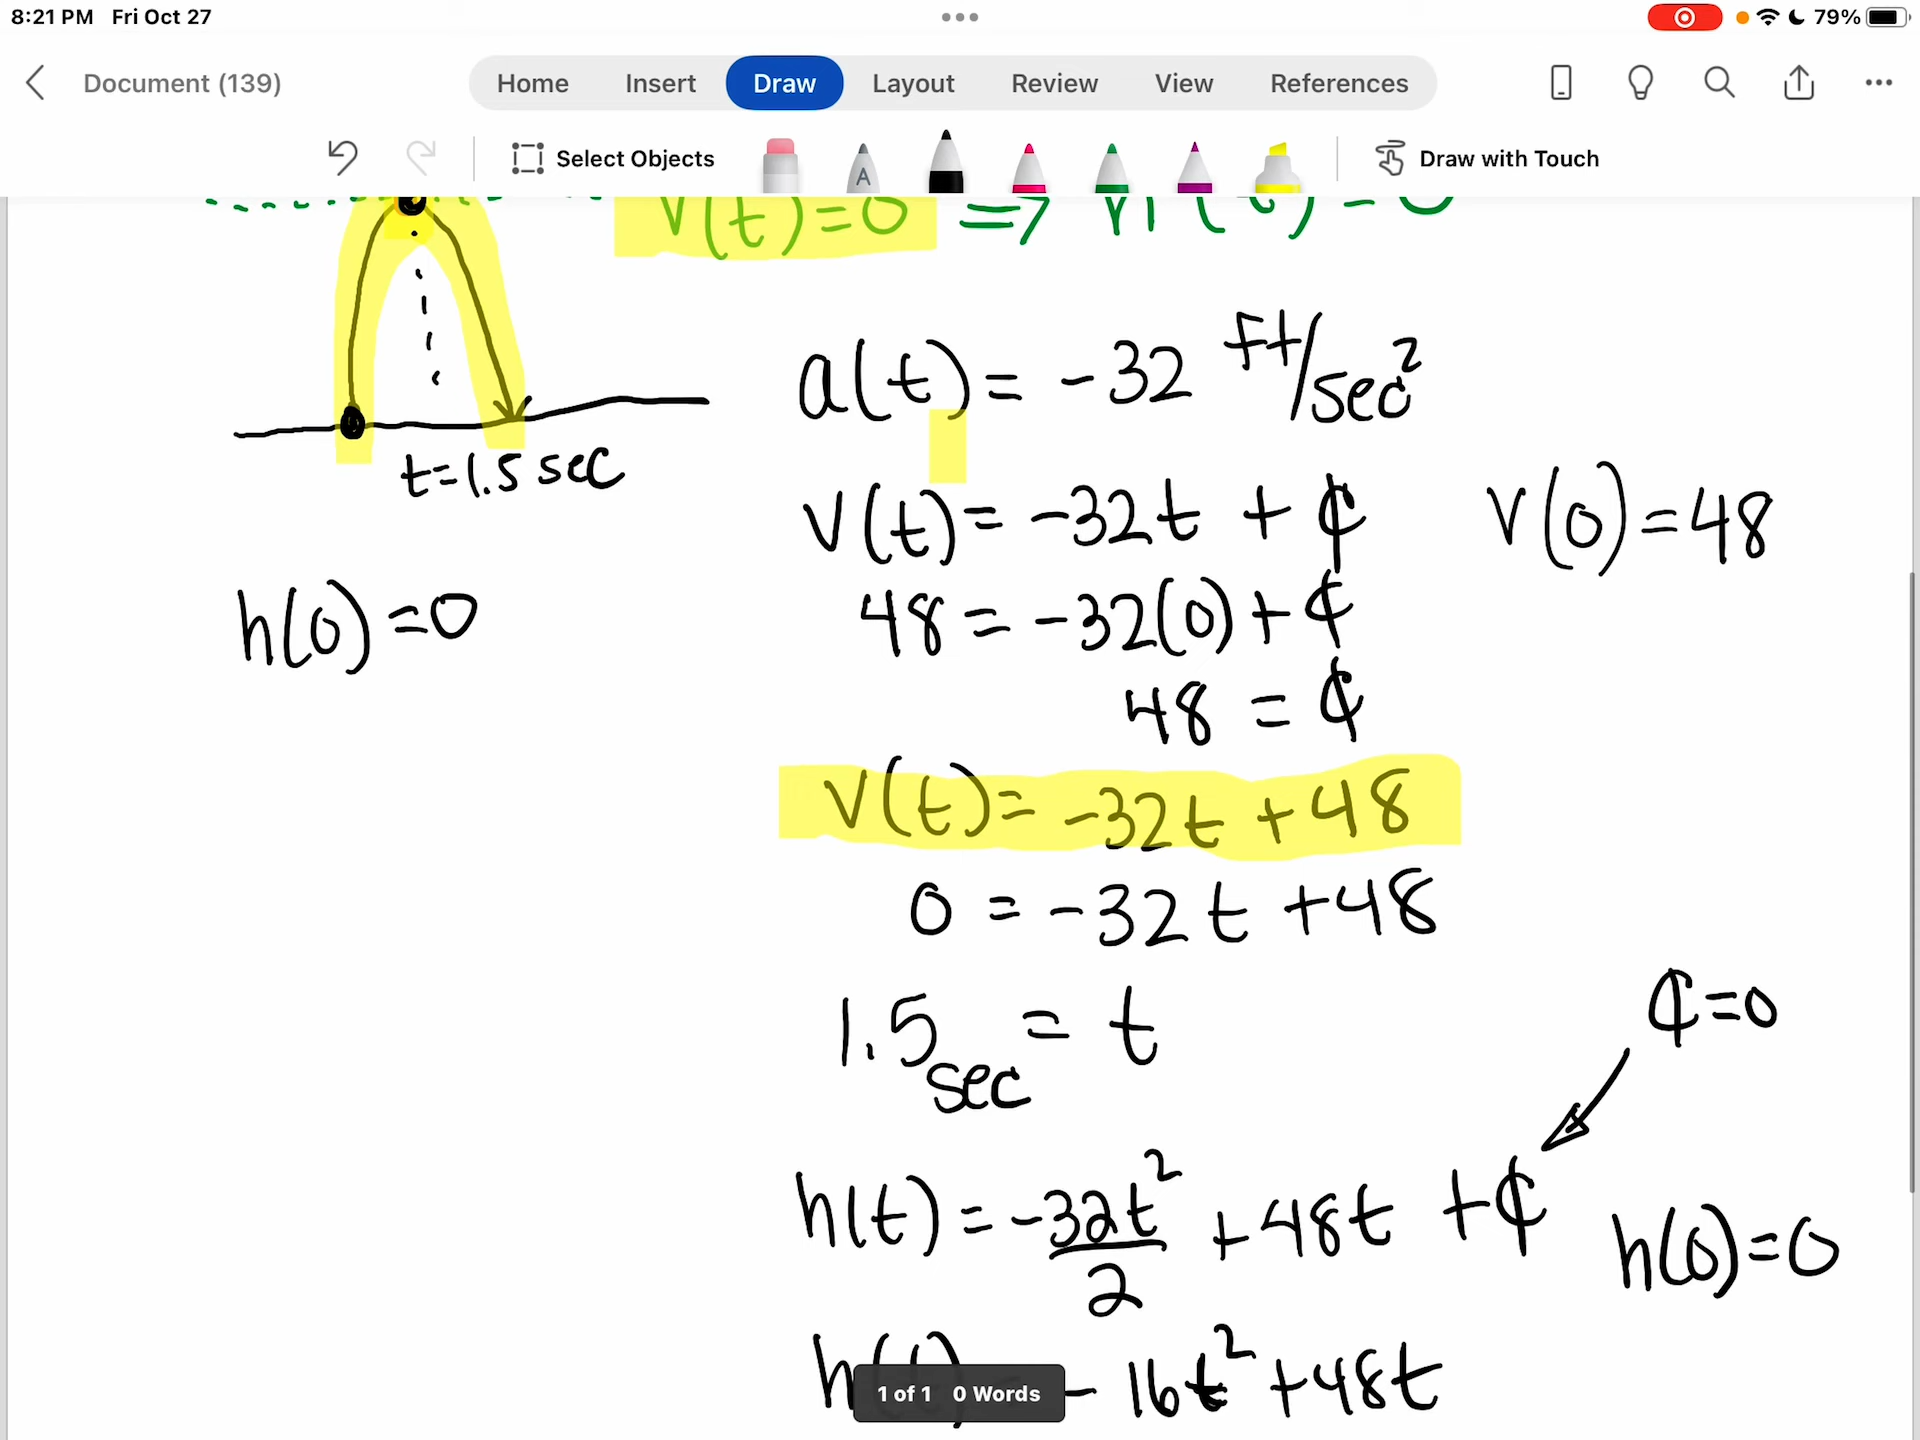 8:21 PM Fri Oct 27
79%
Document (139)
Home Insert Draw Layout Review View References
Select Objects
A
Draw with Touch
v(t)=0 ⇒
a(t) = -32 ft/sec²
t=1.5 sec
v(t) = -32t + ₵
v(0)=48
h(0)=0
48 = -32(0) + ₵
48 = ₵
v(t) = -32t +48
0 = -32t +48
1.5 sec = t
₵=0
h(t) = -32t²/2 +48t +₵
h(0)=0
- 16t² +48t
1 of 1 0 Words